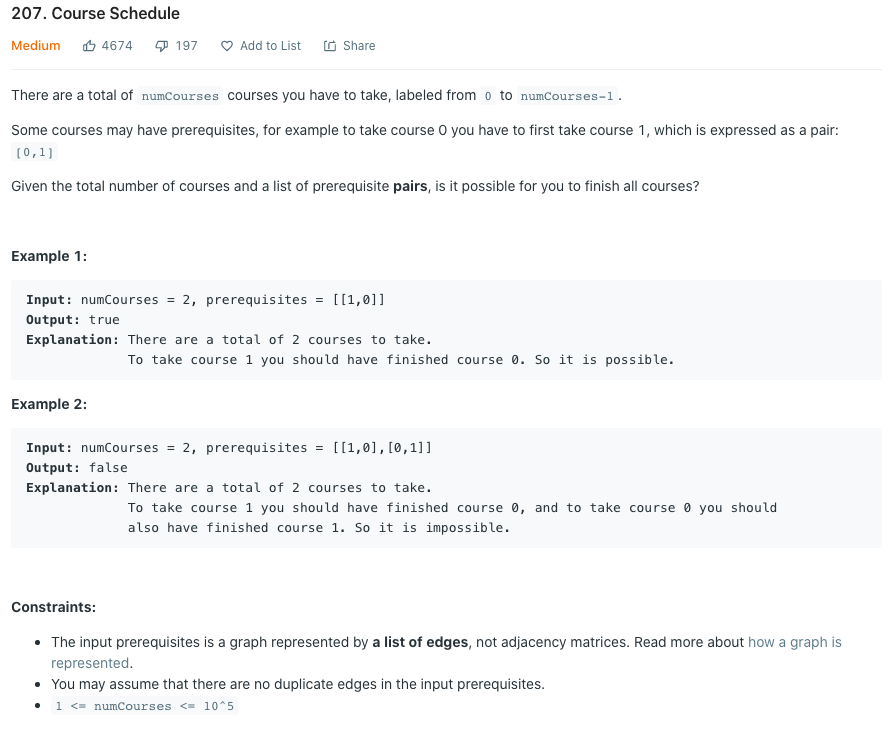 207. Course Schedule
Medium 4674 197 Add to List Share
There are a total of numCourses courses you have to take, labeled from 0 to numCourses-1.
Some courses may have prerequisites, for example to take course 0 you have to first take course 1, which is expressed as a pair:
[0,1]
Given the total number of courses and a list of prerequisite pairs, is it possible for you to finish all courses?
Example 1:
Input: numCourses = 2, prerequisites = [[1,0]]
Output: true
Explanation: There are a total of 2 courses to take.
To take course 1 you should have finished course 0. So it is possible.
Example 2:
Input: numCourses = 2, prerequisites = [[1,0],[0,1]]
Output: false
Explanation: There are a total of 2 courses to take.
To take course 1 you should have finished course 0, and to take course 0 you should
also have finished course 1. So it is impossible.
Constraints:
• The input prerequisites is a graph represented by a list of edges, not adjacency matrices. Read more about how a graph is
represented.
• You may assume that there are no duplicate edges in the input prerequisites.
• 1 <= numCourses <= 10^5